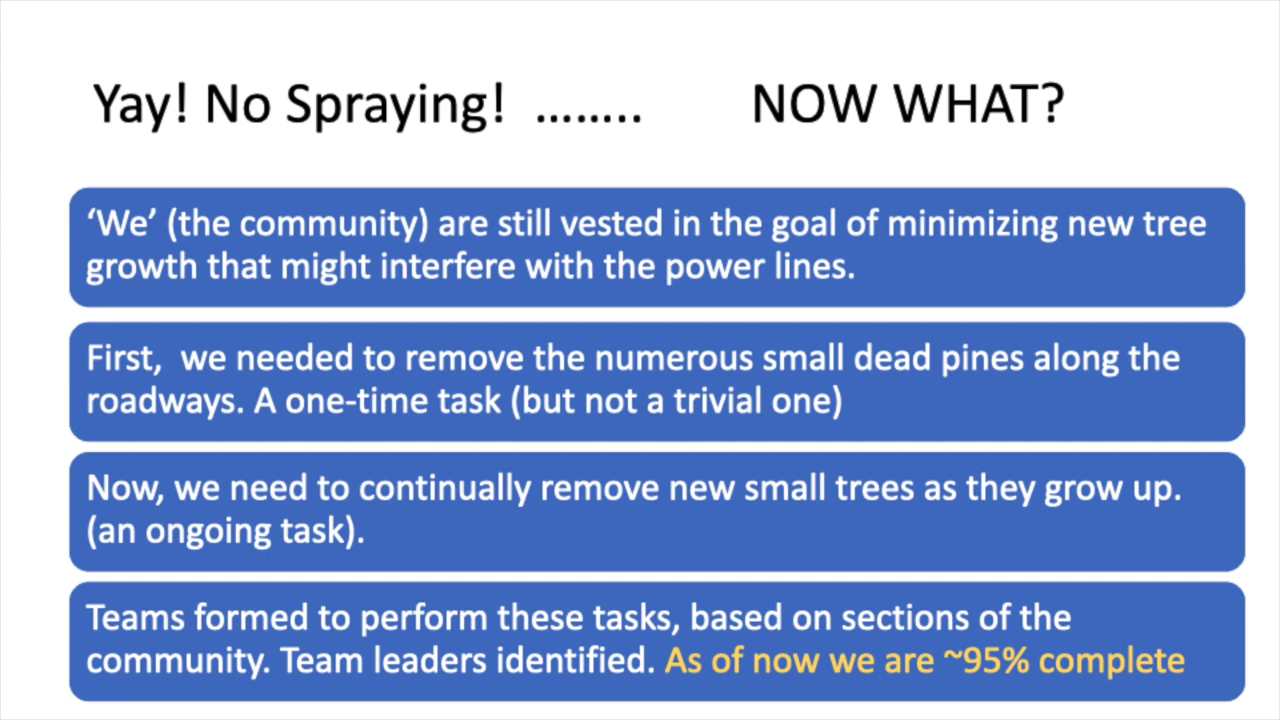 Yay! No Spraying!  ........ NOW WHAT?
‘We’ (the community) are still vested in the goal of minimizing new tree
growth that might interfere with the power lines.
First,  we needed to remove the numerous small dead pines along the
roadways. A one-time task (but not a trivial one)
Now, we need to continually remove new small trees as they grow up.
(an ongoing task).
Teams formed to perform these tasks, based on sections of the
community. Team leaders identified. As of now we are ~95% complete